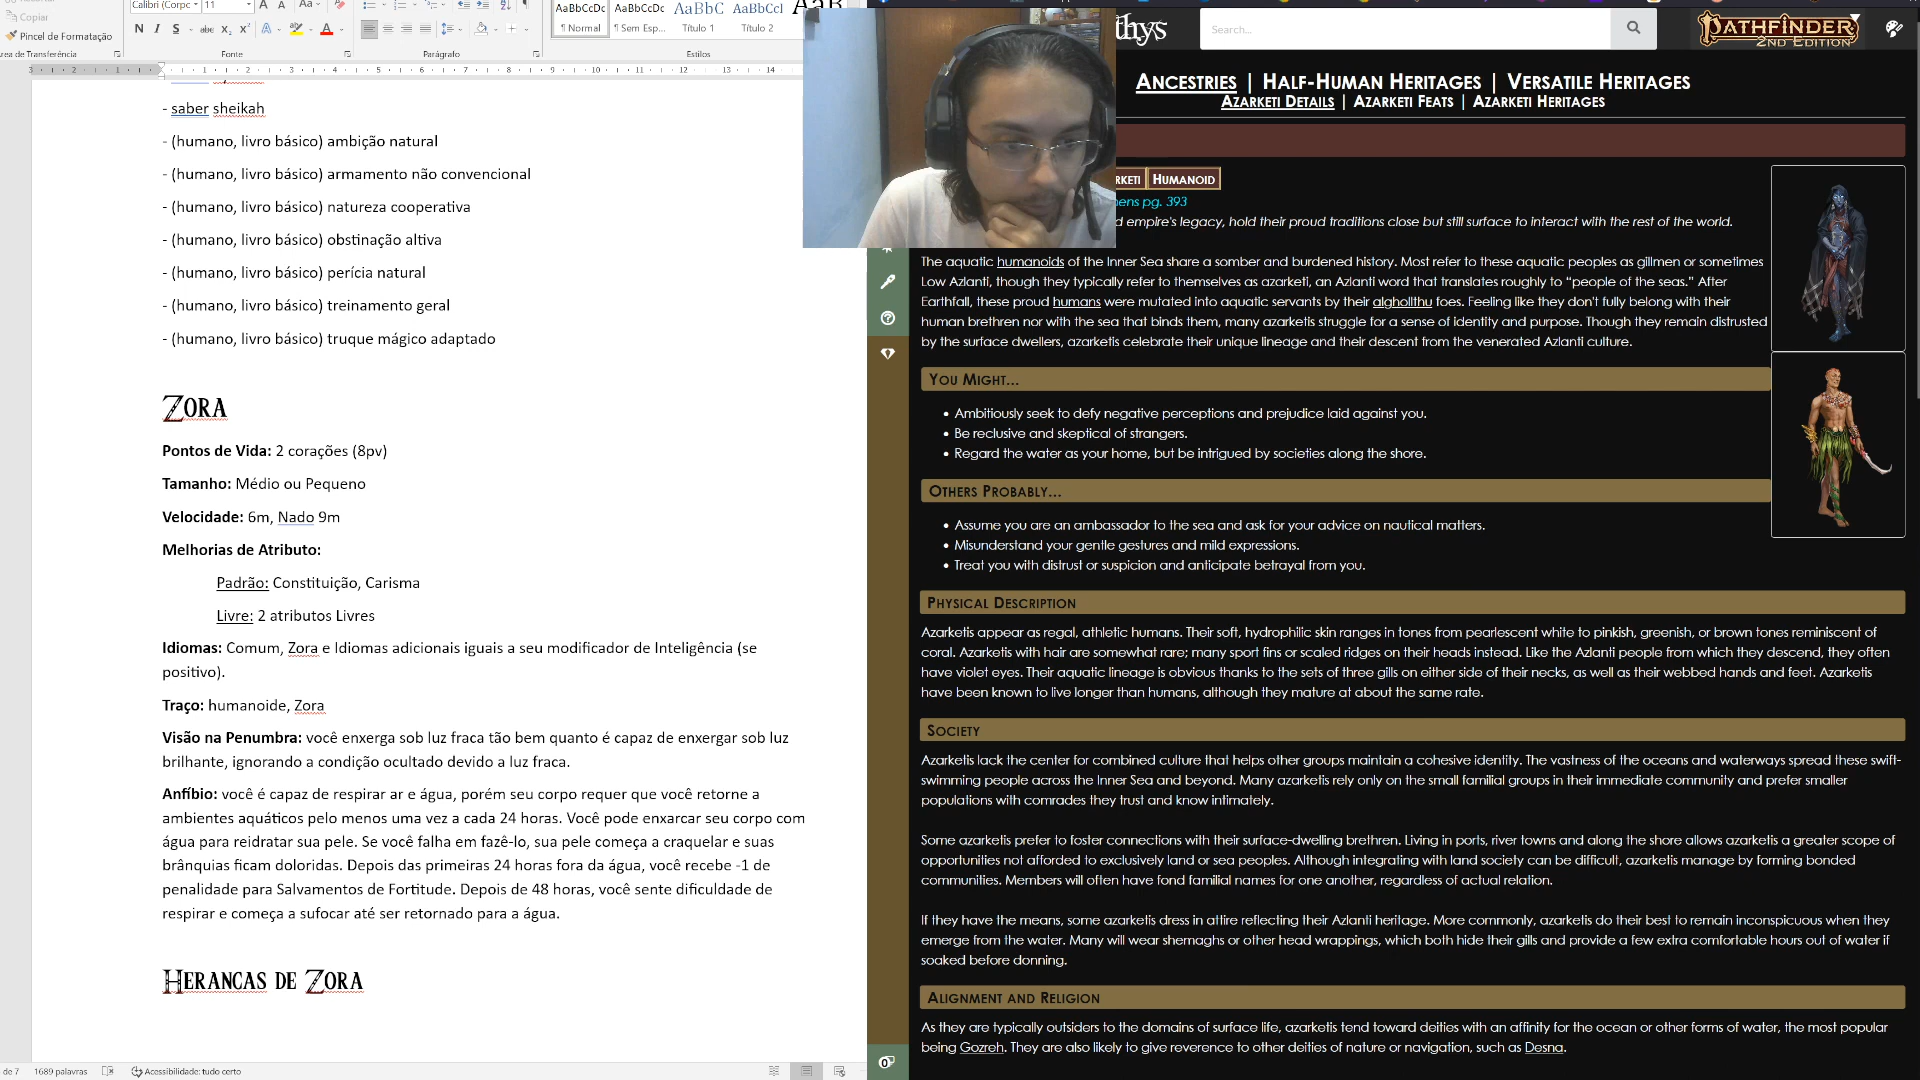 Copiar
Pincel de Formatação
Área de Transferência
Calibri (Corpo
11
N I S abc X₂ X² A A
Fonte
Parágrafo
AaBbCcDc AaBbCcDc AaBbC AaBbCcl
¶ Normal ¶ Sem Esp... Título 1 Título 2
Estilos
3 2 1 1 2 3 4 5 6 7 8 9 10 11 12 13 14
- saber sheikah
- (humano, livro básico) ambição natural
- (humano, livro básico) armamento não convencional
- (humano, livro básico) natureza cooperativa
- (humano, livro básico) obstinação altiva
- (humano, livro básico) perícia natural
- (humano, livro básico) treinamento geral
- (humano, livro básico) truque mágico adaptado
Zora
Pontos de Vida: 2 corações (8pv)
Tamanho: Médio ou Pequeno
Velocidade: 6m, Nado 9m
Melhorias de Atributo:
Padrão: Constituição, Carisma
Livre: 2 atributos Livres
Idiomas: Comum, Zora e Idiomas adicionais iguais a seu modificador de Inteligência (se
positivo).
Traço: humanoide, Zora
Visão na Penumbra: você enxerga sob luz fraca tão bem quanto é capaz de enxergar sob luz
brilhante, ignorando a condição ocultado devido a luz fraca.
Anfíbio: você é capaz de respirar ar e água, porém seu corpo requer que você retorne a
ambientes aquáticos pelo menos uma vez a cada 24 horas. Você pode enxarcar seu corpo com
água para reidratar sua pele. Se você falha em fazê-lo, sua pele começa a craquelar e suas
brânquias ficam doloridas. Depois das primeiras 24 horas fora da água, você recebe -1 de
penalidade para Salvamentos de Fortitude. Depois de 48 horas, você sente dificuldade de
respirar e começa a sufocar até ser retornado para a água.
Herancas de Zora
de 7 1689 palavras Acessibilidade: tudo certo
thys
Search...
PATHFINDER
2ND EDITION
Ancestries | Half-Human Heritages | Versatile Heritages
Azarketi Details | Azarketi Feats | Azarketi Heritages
rketi Humanoid
ens pg. 393
d empire's legacy, hold their proud traditions close but still surface to interact with the rest of the world.
The aquatic humanoids of the Inner Sea share a somber and burdened history. Most refer to these aquatic peoples as gillmen or sometimes
Low Azlanti, though they typically refer to themselves as azarketi, an Azlanti word that translates roughly to “people of the seas.” After
Earthfall, these proud humans were mutated into aquatic servants by their alghollthu foes. Feeling like they don't fully belong with their
human brethren nor with the sea that binds them, many azarketis struggle for a sense of identity and purpose. Though they remain distrusted
by the surface dwellers, azarketis celebrate their unique lineage and their descent from the venerated Azlanti culture.
You Might...
• Ambitiously seek to defy negative perceptions and prejudice laid against you.
• Be reclusive and skeptical of strangers.
• Regard the water as your home, but be intrigued by societies along the shore.
Others Probably...
• Assume you are an ambassador to the sea and ask for your advice on nautical matters.
• Misunderstand your gentle gestures and mild expressions.
• Treat you with distrust or suspicion and anticipate betrayal from you.
Physical Description
Azarketis appear as regal, athletic humans. Their soft, hydrophilic skin ranges in tones from pearlescent white to pinkish, greenish, or brown tones reminiscent of
coral. Azarketis with hair are somewhat rare; many sport fins or scaled ridges on their heads instead. Like the Azlanti people from which they descend, they often
have violet eyes. Their aquatic lineage is obvious thanks to the sets of three gills on either side of their necks, as well as their webbed hands and feet. Azarketis
have been known to live longer than humans, although they mature at about the same rate.
Society
Azarketis lack the center for combined culture that helps other groups maintain a cohesive identity. The vastness of the oceans and waterways spread these swift-
swimming people across the Inner Sea and beyond. Many azarketis rely only on the small familial groups in their immediate community and prefer smaller
populations with comrades they trust and know intimately.
Some azarketis prefer to foster connections with their surface-dwelling brethren. Living in ports, river towns and along the shore allows azarketis a greater scope of
opportunities not afforded to exclusively land or sea peoples. Although integrating with land society can be difficult, azarketis manage by forming bonded
communities. Members will often have fond familial names for one another, regardless of actual relation.
If they have the means, some azarketis dress in attire reflecting their Azlanti heritage. More commonly, azarketis do their best to remain inconspicuous when they
emerge from the water. Many will wear shemaghs or other head wrappings, which both hide their gills and provide a few extra comfortable hours out of water if
soaked before donning.
Alignment and Religion
As they are typically outsiders to the domains of surface life, azarketis tend toward deities with an affinity for the ocean or other forms of water, the most popular
being Gozreh. They are also likely to give reverence to other deities of nature or navigation, such as Desna.